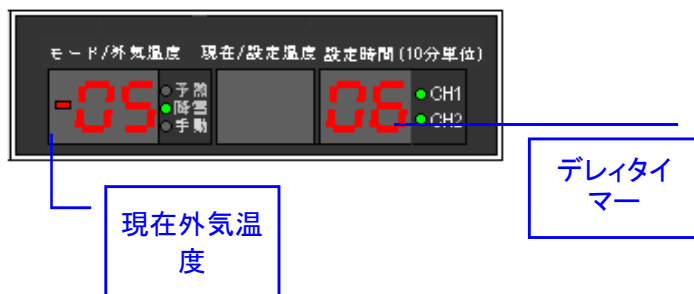 モード/外気温度 現在/設定温度 設定時間(10分単位)
-05
予熱
降雪
手動
06
CH1
CH2
デレィタイ
マー
現在外気温
度